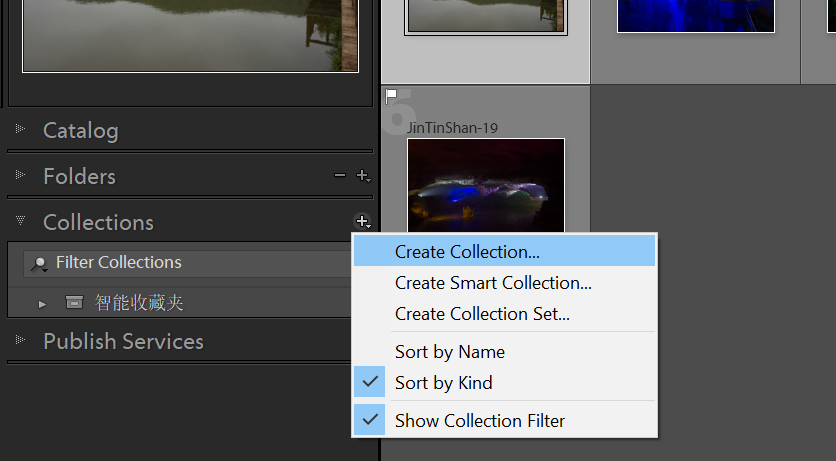 Catalog
Folders
Collections
Filter Collections
智能收藏夹
Publish Services
6
JinTinShan-19
Create Collection...
Create Smart Collection...
Create Collection Set...
Sort by Name
Sort by Kind
Show Collection Filter